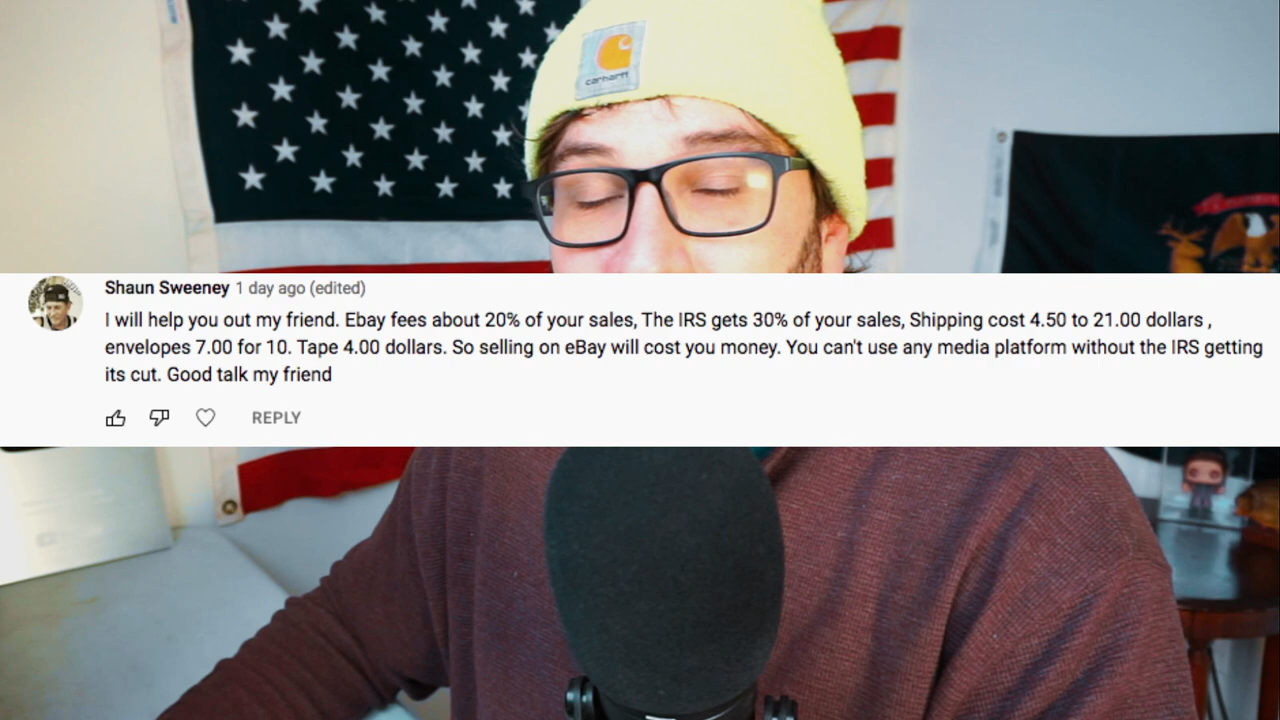 carhartt
Shaun Sweeney 1 day ago (edited)
I will help you out my friend. Ebay fees about 20% of your sales, The IRS gets 30% of your sales, Shipping cost 4.50 to 21.00 dollars ,
envelopes 7.00 for 10. Tape 4.00 dollars. So selling on eBay will cost you money. You can't use any media platform without the IRS getting
its cut. Good talk my friend
REPLY